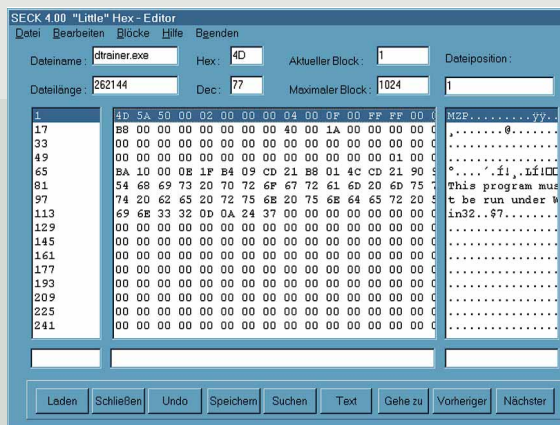 SECK 4.00 "Little" Hex - Editor
Datei Bearbeiten Blöcke Hilfe Beenden
Dateiname : dtrainer.exe Hex : 4D Aktueller Block : 1 Dateiposition :
Dateilänge : 262144 Dec : 77 Maximaler Block : 1024 1
1 4D 5A 50 00 02 00 00 00 04 00 0F 00 FF FF 00 MZP.........ÿÿ..
17 B8 00 00 00 00 00 00 00 40 00 1A 00 00 00 00 ¸.......@.......
33 00 00 00 00 00 00 00 00 00 00 00 00 00 00 00 ................
49 00 00 00 00 00 00 00 00 00 00 00 00 00 01 00 ................
65 BA 10 00 0E 1F B4 09 CD 21 B8 01 4C CD 21 90 °....´.Í!¸.LÍ!
81 54 68 69 73 20 70 72 6F 67 72 61 6D 20 6D 75 This program mus
97 74 20 62 65 20 72 75 6E 20 75 6E 64 65 72 20 t be run under W
113 69 6E 33 32 0D 0A 24 37 00 00 00 00 00 00 00 in32..$7........
129 00 00 00 00 00 00 00 00 00 00 00 00 00 00 00 ................
145 00 00 00 00 00 00 00 00 00 00 00 00 00 00 00 ................
161 00 00 00 00 00 00 00 00 00 00 00 00 00 00 00 ................
177 00 00 00 00 00 00 00 00 00 00 00 00 00 00 00 ................
193 00 00 00 00 00 00 00 00 00 00 00 00 00 00 00 ................
209 00 00 00 00 00 00 00 00 00 00 00 00 00 00 00 ................
225 00 00 00 00 00 00 00 00 00 00 00 00 00 00 00 ................
241 00 00 00 00 00 00 00 00 00 00 00 00 00 00 00 ................
Laden Schließen Undo Speichern Suchen Text Gehe zu Vorheriger Nächster